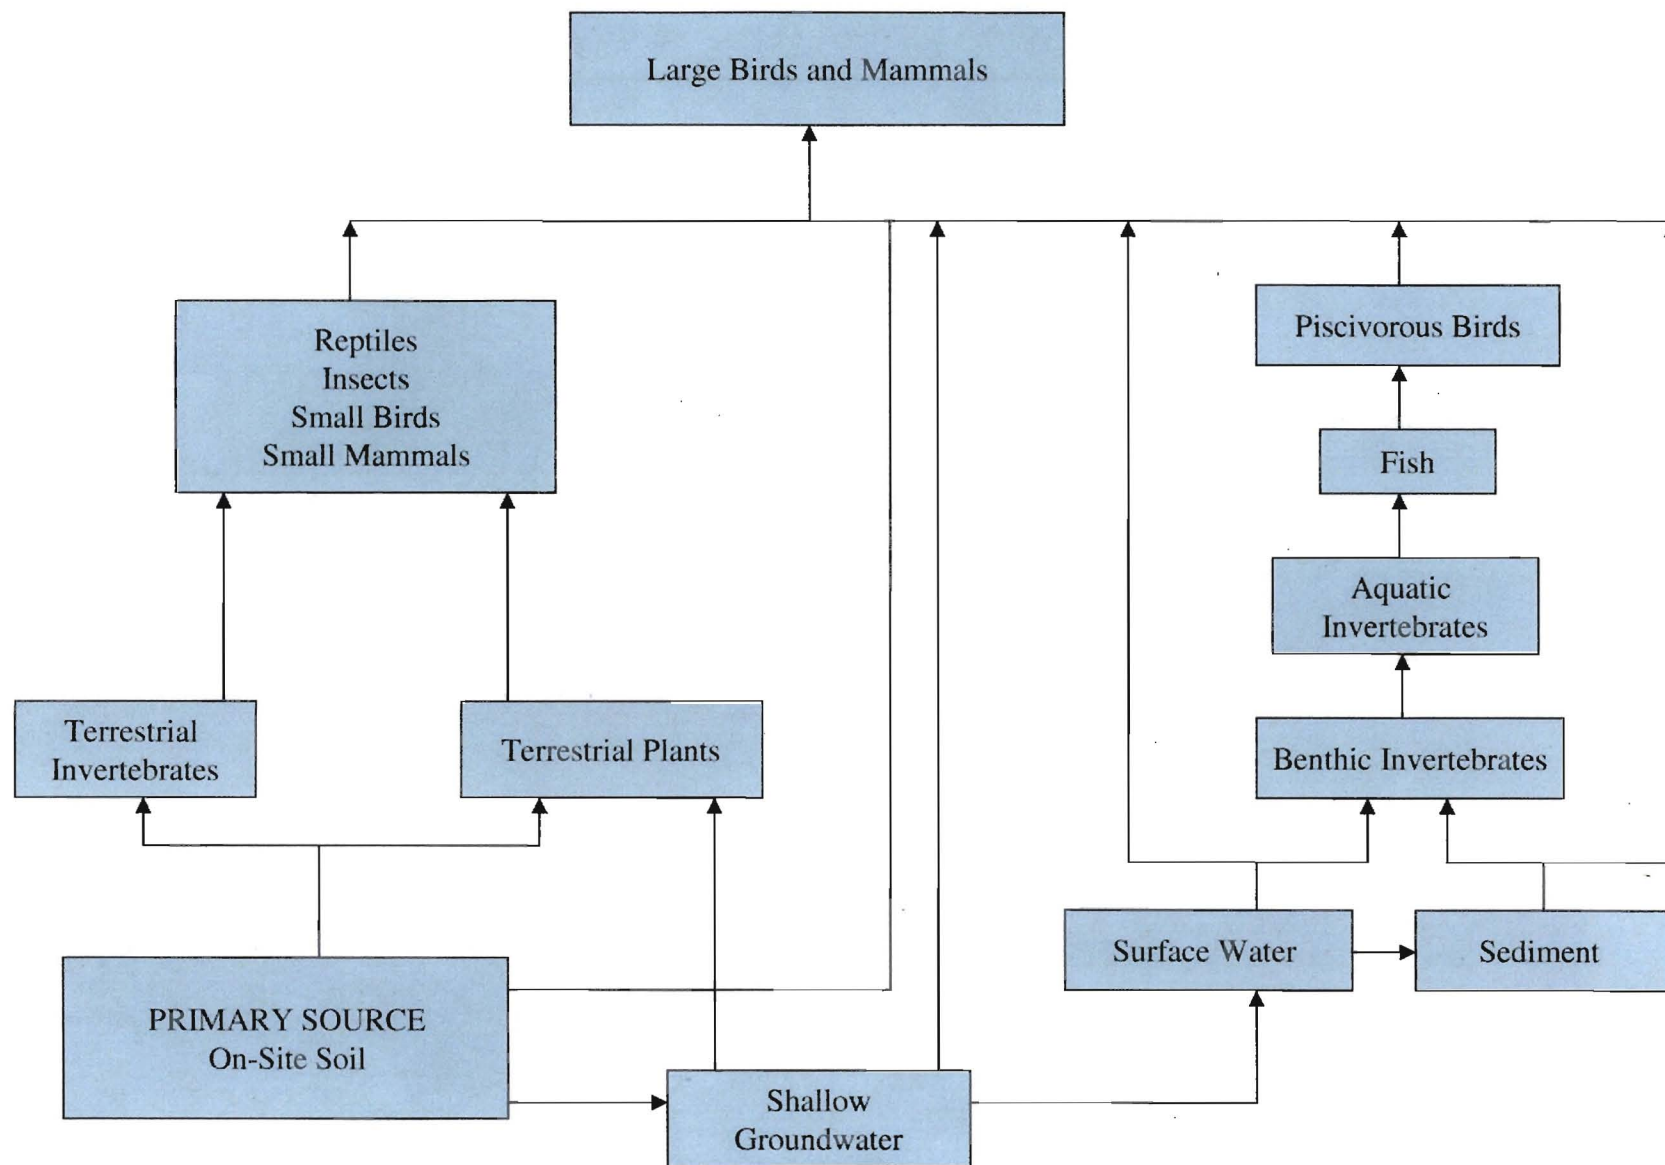 Large Birds and Mammals
Reptiles
Insects
Small Birds
Small Mammals
Piscivorous Birds
Fish
Aquatic
Invertebrates
Terrestrial
Invertebrates
Terrestrial Plants
Benthic Invertebrates
Surface Water
Sediment
PRIMARY SOURCE
On-Site Soil
Shallow
Groundwater